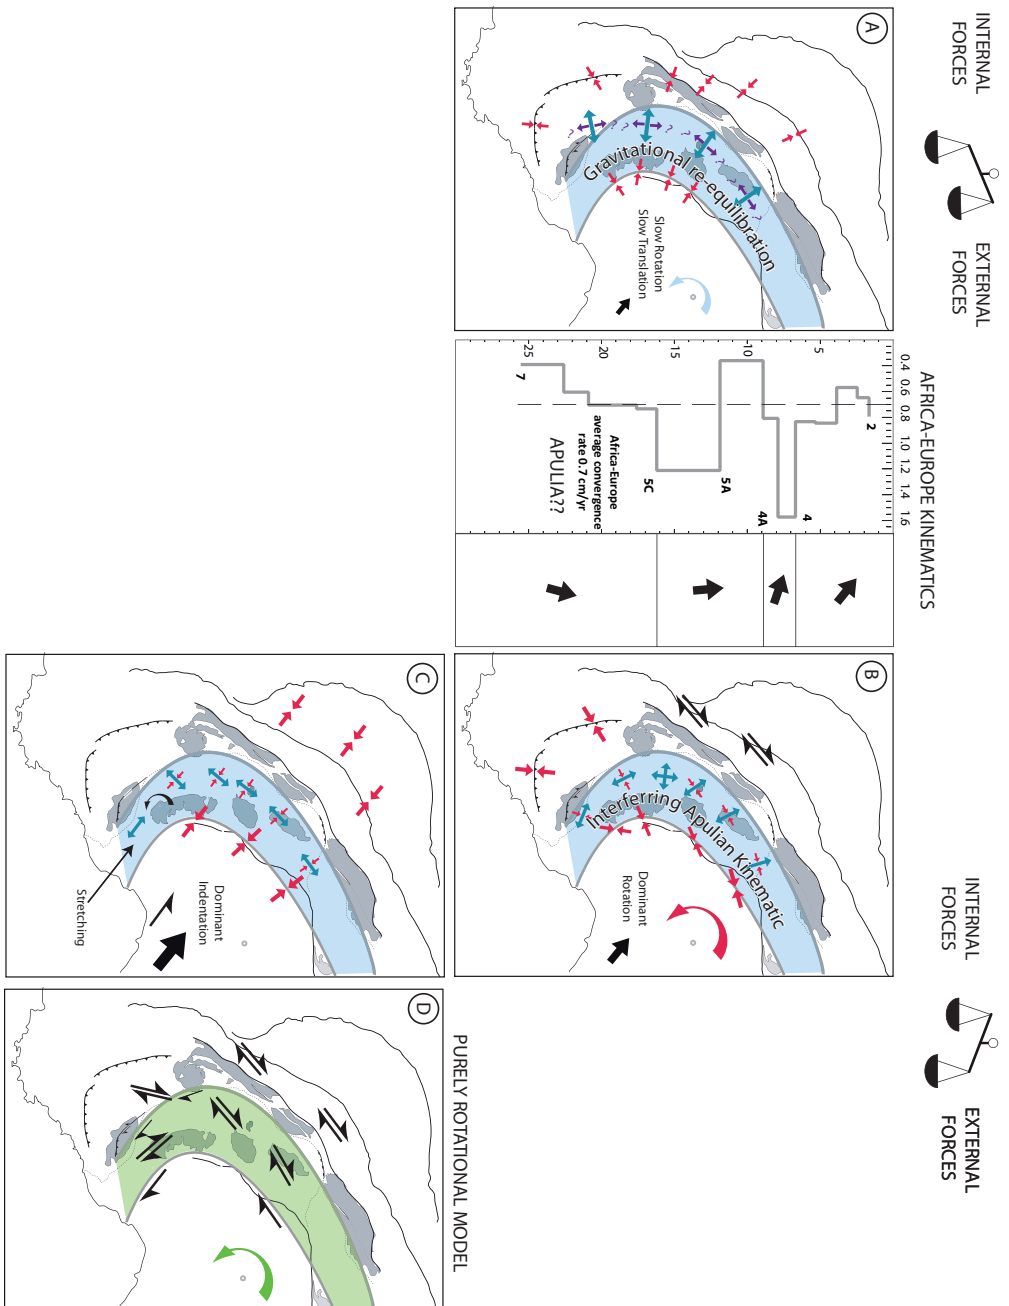 INTERNAL
FORCES
EXTERNAL
FORCES
A
Gravitational re-equilibration
?
?
?
?
?
?
?
Slow Rotation
Slow Translation
AFRICA-EUROPE KINEMATICS
0.4
0.6
0.8
1.0
1.2
1.4
1.6
5
-10
15
20
25
2
4
4A
5A
5C
7
Africa-Europe
average convergence
rate 0.7 cm/yr
APULIA??
INTERNAL
FORCES
EXTERNAL
FORCES
B
Interferring Apulian Kinematic
Dominant
Rotation
C
Dominant
Indentation
Stretching
PURELY ROTATIONAL MODEL
D